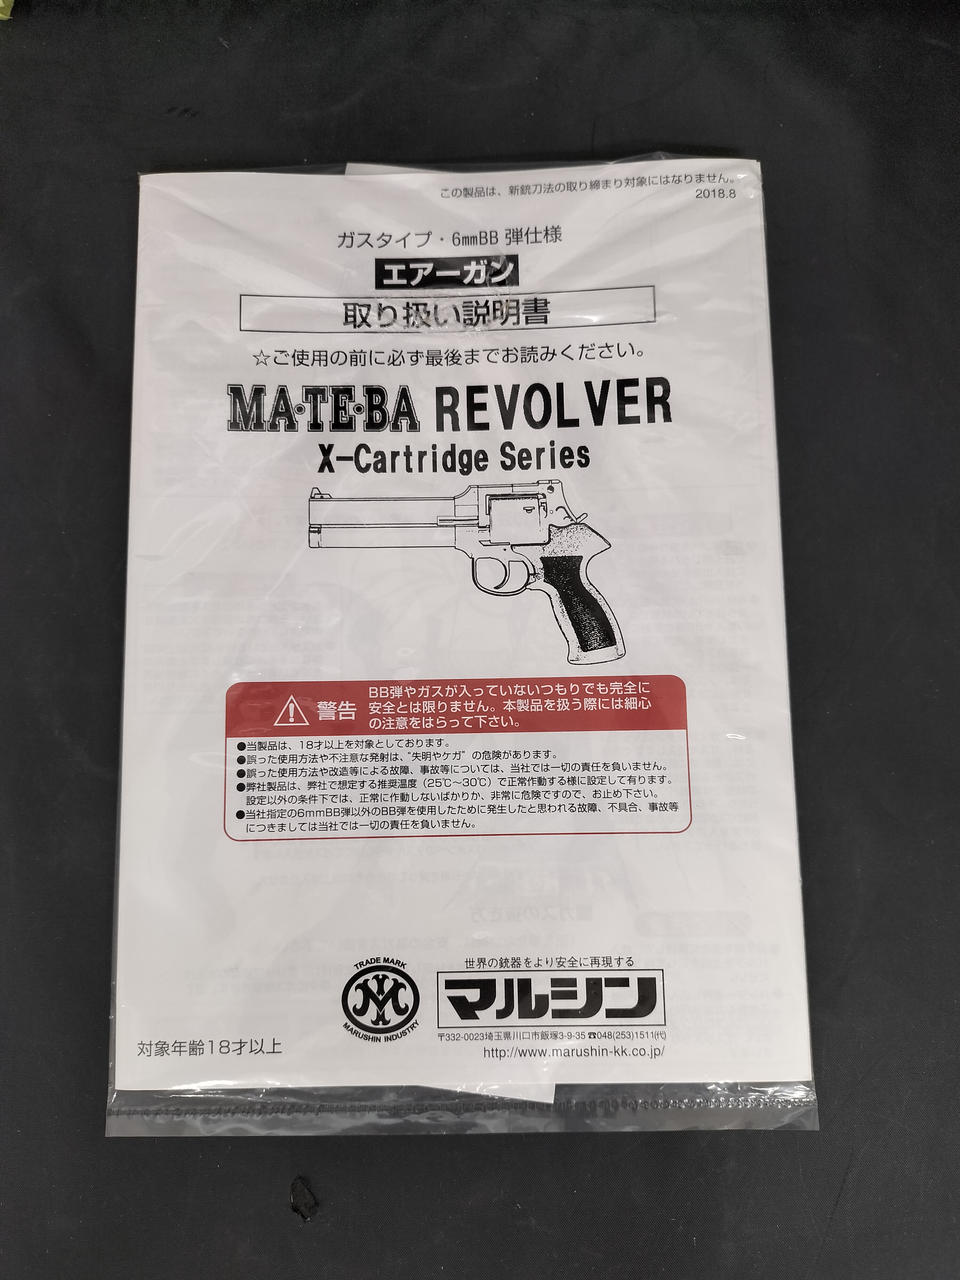 この製品は、新銃刀法の取り締まり対象にはなりません。
2018.8
ガスタイプ・6mmBB 弾仕様
エアーガン
取り扱い説明書
☆ご使用の前に必ず最後までお読みください。
MA・TE・BA REVOLVER
X-Cartridge Series
警告
BB弾やガスが入っていないつもりでも完全に
安全とは限りません。本製品を扱う際には細心
の注意をはらって下さい。
●当製品は、18才以上を対象としております。
●誤った使用方法や不注意な発射は、"失明やケガ"の危険があります。
●誤った使用方法や改造等による故障、事故等については、当社では一切の責任を負いません。
●弊社製品は、弊社で想定する推奨温度(25℃〜30℃)で正常作動する様に設定して有ります。
設定以外の条件下では、正常に作動しないばかりか、非常に危険ですので、お止め下さい。
●当社指定の6mmBB弾以外のBB弾を使用したために発生したと思われる故障、不具合、事故等
につきましては当社では一切の責任を負いません。
TRADE MARK
MARUSHIN INDUSTRY
世界の銃器をより安全に再現する
マルシン
〒332-0023埼玉県川口市飯塚3-9-35 ☎048(253)1511(代)
http://www.marushin-kk.co.jp/
対象年齢18才以上